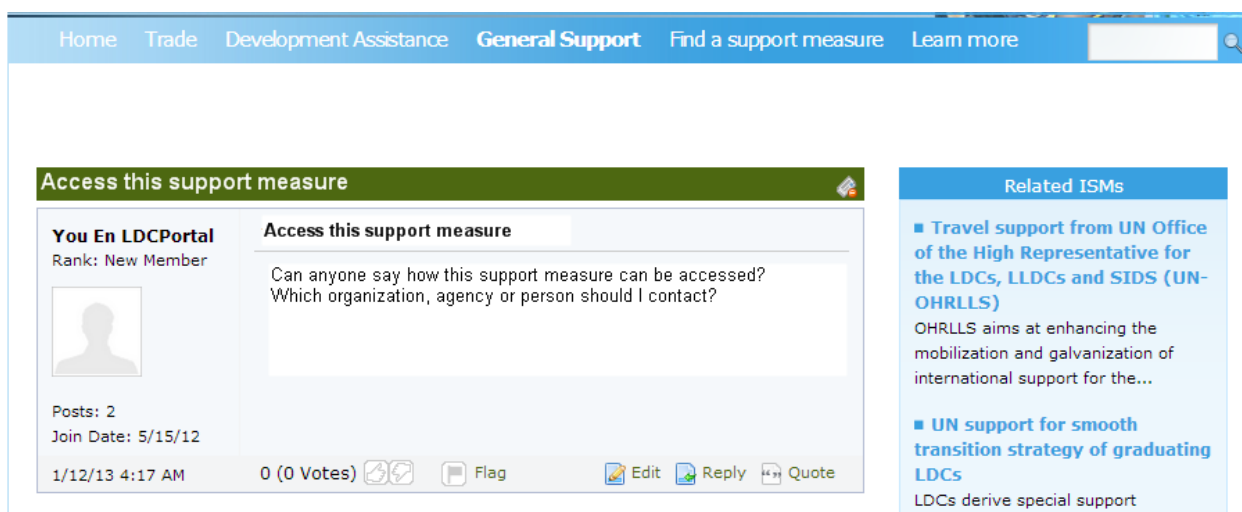 Home Trade Development Assistance General Support Find a support measure Learn more
Access this support measure
You En LDCPortal
Rank: New Member
Posts: 2
Join Date: 5/15/12
1/12/13 4:17 AM
Access this support measure
Can anyone say how this support measure can be accessed?
Which organization, agency or person should I contact?
0 (0 Votes) Flag Edit Reply Quote
Related ISMs
Travel support from UN Office
of the High Representative for
the LDCs, LLDCs and SIDS (UN-
OHRLLS)
OHRLLS aims at enhancing the
mobilization and galvanization of
international support for the...
UN support for smooth
transition strategy of graduating
LDCs
LDCs derive special support